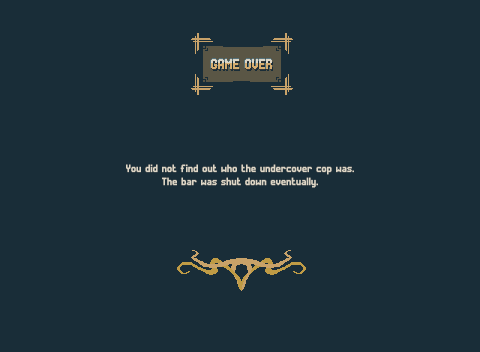 GAME OVER
You did not find out who the undercover cop was.
The bar was shut down eventually.